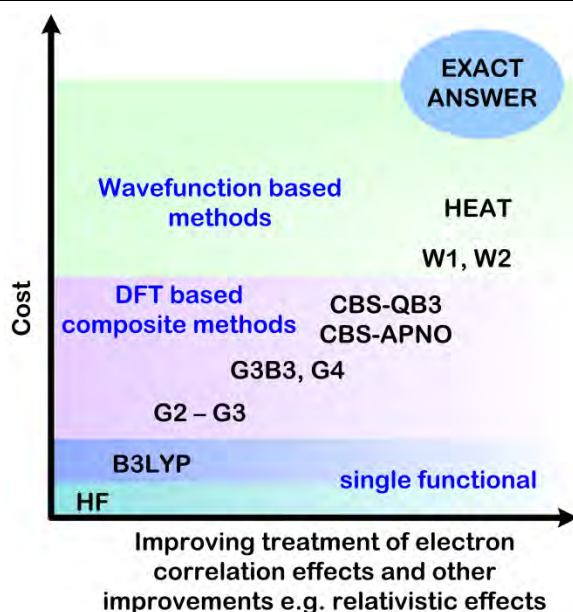 EXACT
ANSWER
Wavefunction based
methods
HEAT
W1, W2
DFT based
composite methods
CBS-QB3
CBS-APNO
G3B3, G4
G2 – G3
B3LYP
single functional
HF
Cost
Improving treatment of electron
correlation effects and other
improvements e.g. relativistic effects